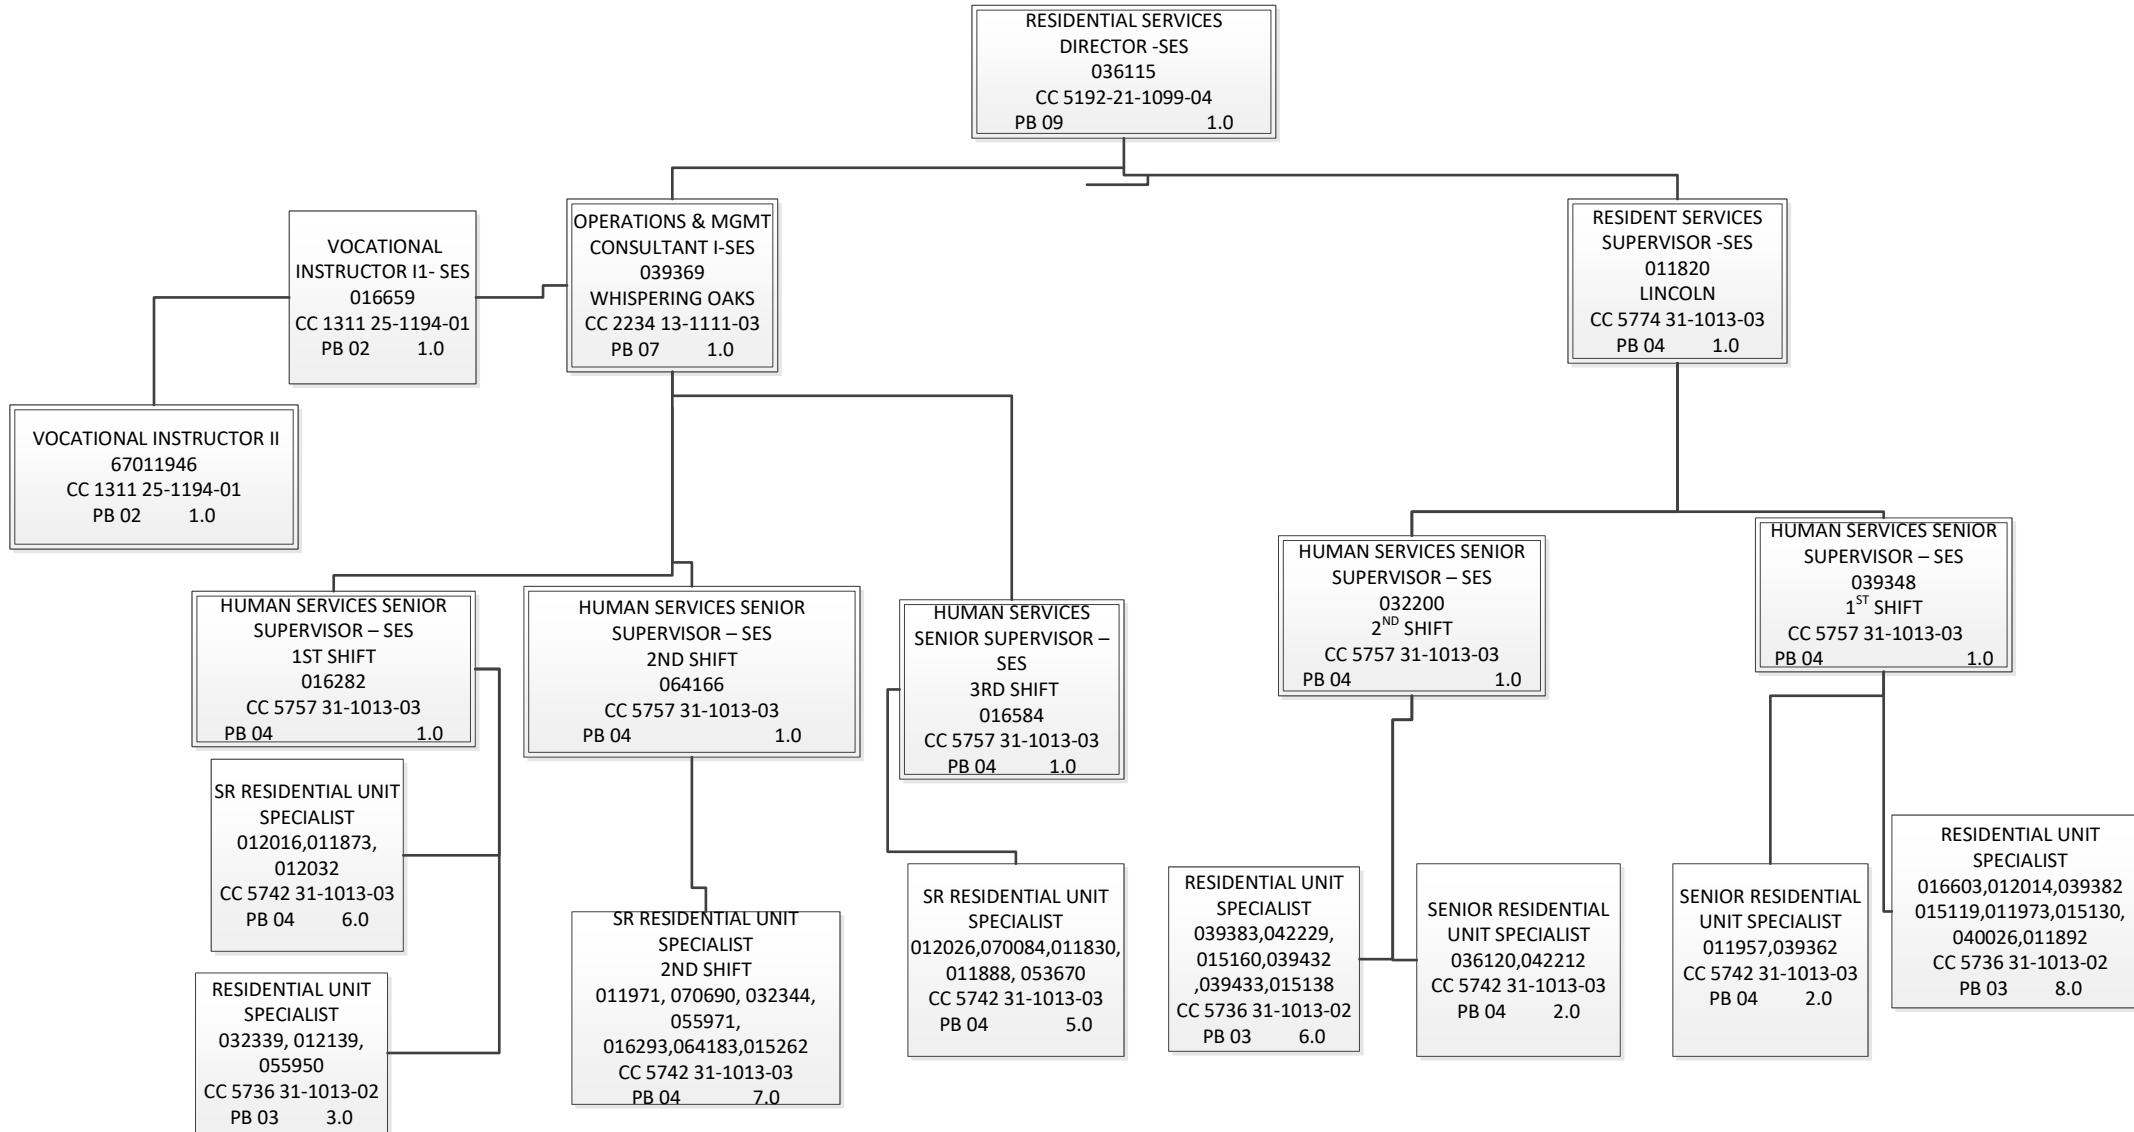 RESIDENTIAL SERVICES
DIRECTOR -SES
036115
CC 5192-21-1099-04
PB 09 1.0
VOCATIONAL
INSTRUCTOR I1- SES
016659
CC 1311 25-1194-01
PB 02 1.0
OPERATIONS & MGMT
CONSULTANT I-SES
039369
WHISPERING OAKS
CC 2234 13-1111-03
PB 07 1.0
RESIDENT SERVICES
SUPERVISOR -SES
011820
LINCOLN
CC 5774 31-1013-03
PB 04 1.0
VOCATIONAL INSTRUCTOR II
67011946
CC 1311 25-1194-01
PB 02 1.0
HUMAN SERVICES SENIOR
SUPERVISOR – SES
1ST SHIFT
016282
CC 5757 31-1013-03
PB 04 1.0
HUMAN SERVICES SENIOR
SUPERVISOR – SES
2ND SHIFT
064166
CC 5757 31-1013-03
PB 04 1.0
HUMAN SERVICES
SENIOR SUPERVISOR –
SES
3RD SHIFT
016584
CC 5757 31-1013-03
PB 04 1.0
HUMAN SERVICES SENIOR
SUPERVISOR – SES
032200
2ND SHIFT
CC 5757 31-1013-03
PB 04 1.0
HUMAN SERVICES SENIOR
SUPERVISOR – SES
039348
1ST SHIFT
CC 5757 31-1013-03
PB 04 1.0
SR RESIDENTIAL UNIT
SPECIALIST
012016,011873,
012032
CC 5742 31-1013-03
PB 04 6.0
RESIDENTIAL UNIT
SPECIALIST
032339, 012139,
055950
CC 5736 31-1013-02
PB 03 3.0
SR RESIDENTIAL UNIT
SPECIALIST
2ND SHIFT
011971, 070690, 032344,
055971,
016293,064183,015262
CC 5742 31-1013-03
PB 04 7.0
SR RESIDENTIAL UNIT
SPECIALIST
012026,070084,011830,
011888, 053670
CC 5742 31-1013-03
PB 04 5.0
RESIDENTIAL UNIT
SPECIALIST
039383,042229,
015160,039432
,039433,015138
CC 5736 31-1013-02
PB 03 6.0
SENIOR RESIDENTIAL
UNIT SPECIALIST
036120,042212
CC 5742 31-1013-03
PB 04 2.0
SENIOR RESIDENTIAL
UNIT SPECIALIST
011957,039362
CC 5742 31-1013-03
PB 04 2.0
RESIDENTIAL UNIT
SPECIALIST
016603,012014,039382
015119,011973,015130,
040026,011892
CC 5736 31-1013-02
PB 03 8.0